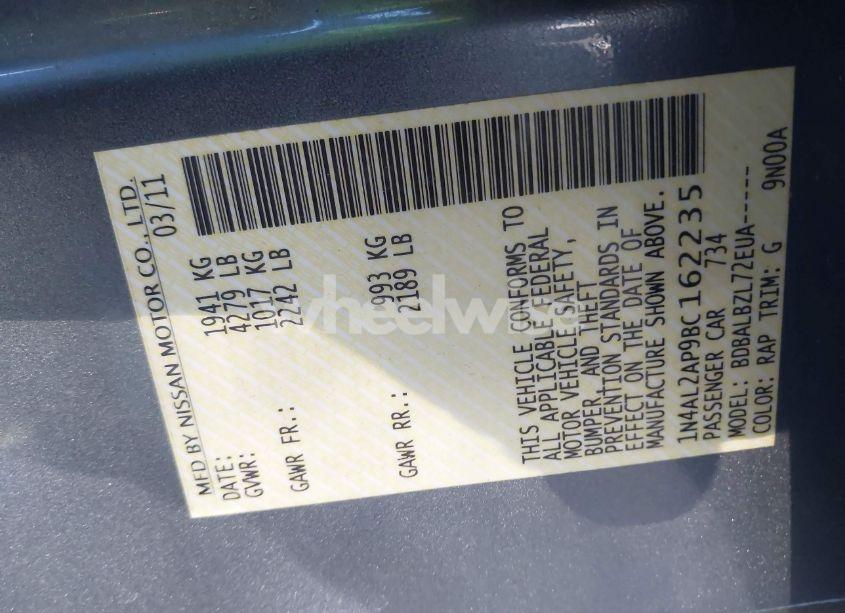 MFD BY NISSAN MOTOR CO., LTD.
DATE: 03/11
GVWR: 1941 KG
4279 LB
GAWR FR.: 1017 KG
2242 LB
GAWR RR.: 993 KG
2189 LB
THIS VEHICLE CONFORMS TO
ALL APPLICABLE FEDERAL
MOTOR VEHICLE SAFETY,
BUMPER, AND THEFT
PREVENTION STANDARDS IN
EFFECT ON THE DATE OF
MANUFACTURE SHOWN ABOVE.
1N4AL2AP9BC162235
PASSENGER CAR 734
MODEL: BDBALBZL72EUA-----
COLOR: RAP TRIM: G 9N00A
wheelwise